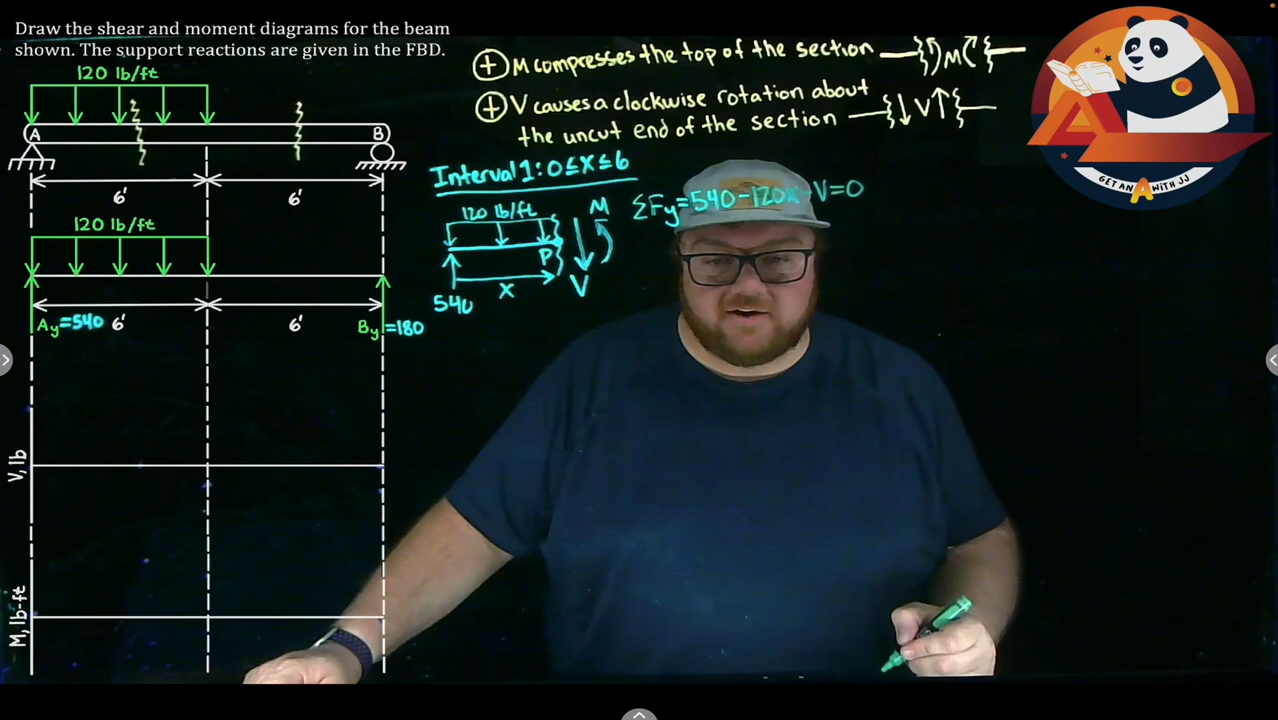 Draw the shear and moment diagrams for the beam
shown. The support reactions are given in the FBD.
120 lb/ft
A
B
6'
6'
120 lb/ft
Ay=540
6'
6'
By=180
V, lb
M, lb-ft
⊕ M compresses the top of the section
M
⊕ V causes a clockwise rotation about
the uncut end of the section
V
Interval 1: 0≤x≤6
120 lb/ft
M
P
540
x
V
ΣFy=540-120x-V=0
GET AN A WITH JJ